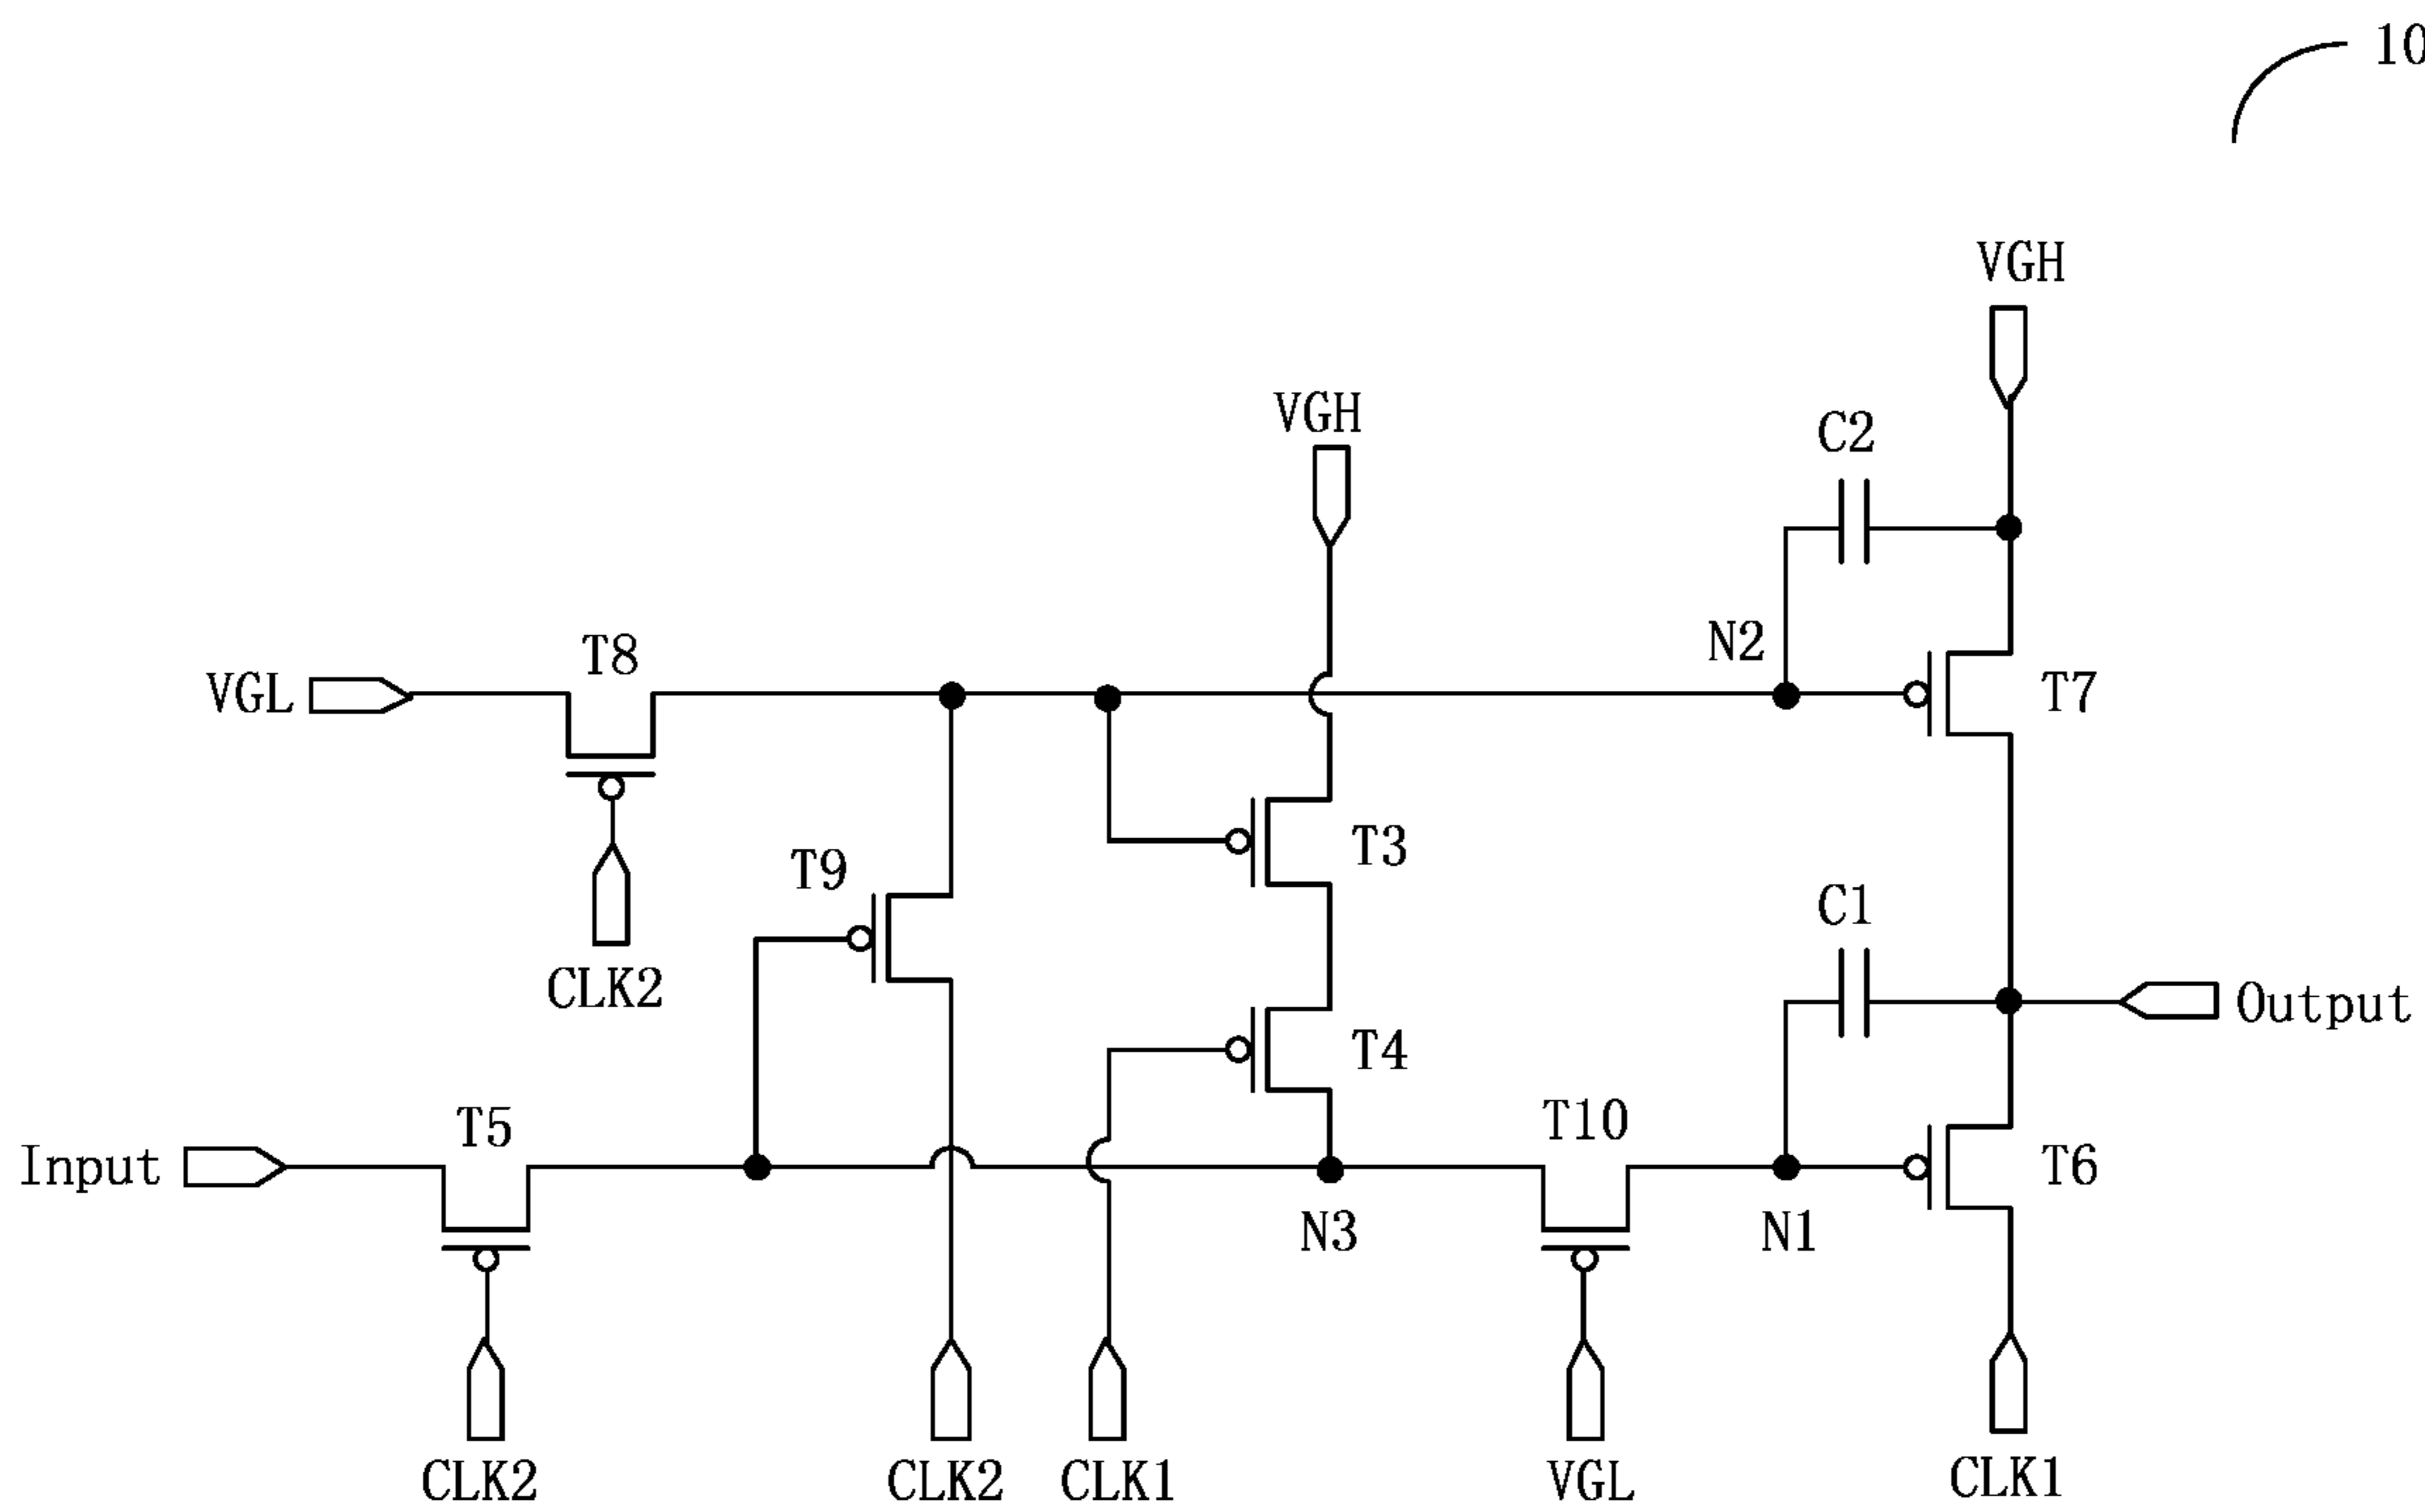 10
VGH
VGH
C2
N2
T8
VGL
T7
T3
T9
C1
CLK2
Output
T4
T5
T10
Input
T6
N3
N1
CLK2
CLK2
CLK1
VGL
CLK1